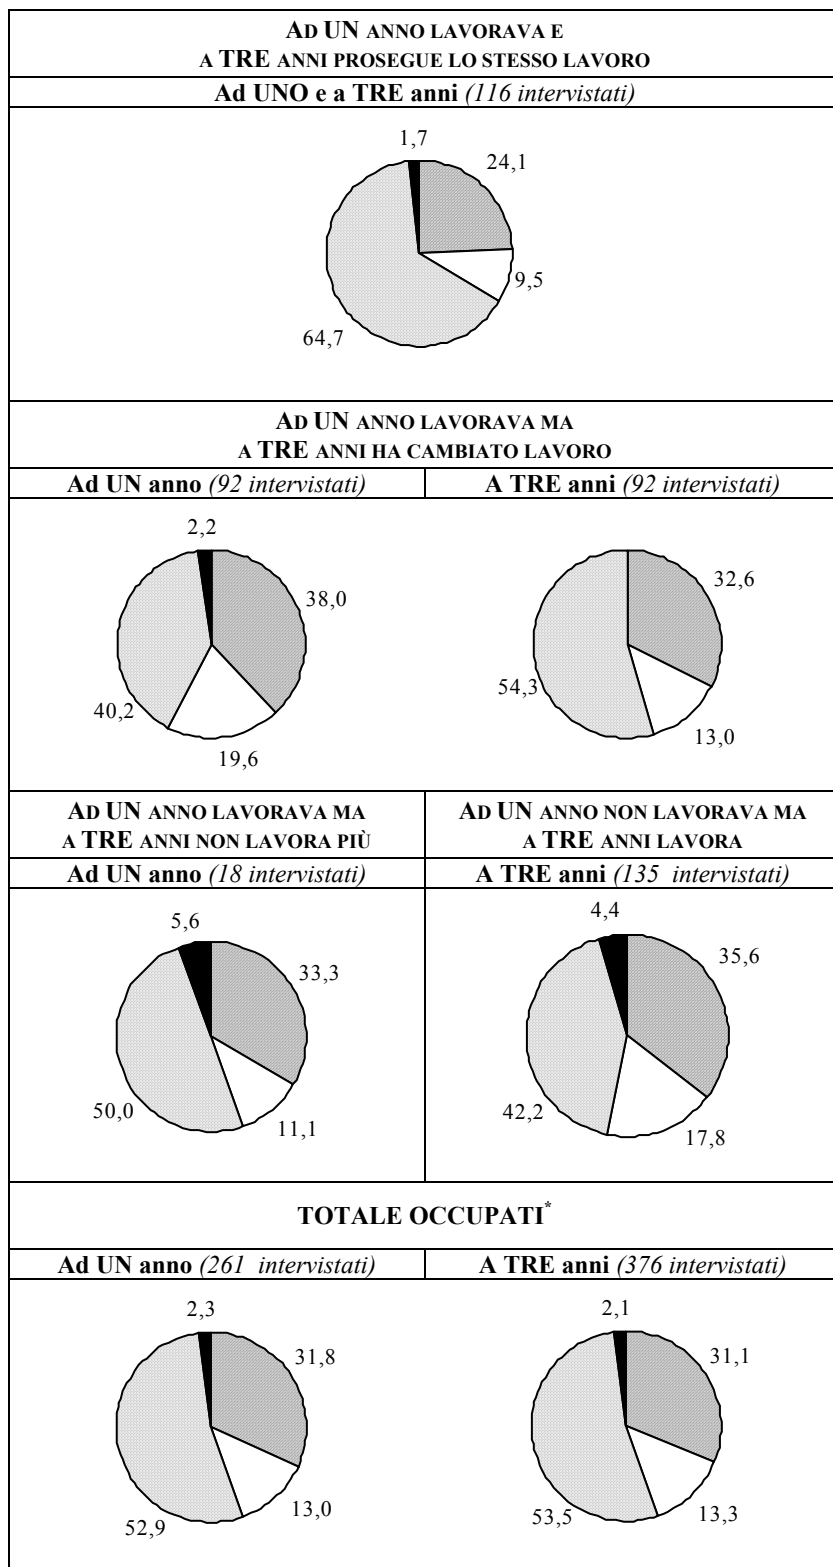 AD UN ANNO LAVORAVA E
A TRE ANNI PROSEGUE LO STESSO LAVORO
Ad UNO e a TRE anni (116 intervistati)
1,7
24,1
9,5
64,7
AD UN ANNO LAVORAVA MA
A TRE ANNI HA CAMBIATO LAVORO
Ad UN anno (92 intervistati)
2,2
38,0
40,2
19,6
A TRE anni (92 intervistati)
32,6
54,3
13,0
AD UN ANNO LAVORAVA MA
A TRE ANNI NON LAVORA PIÙ
Ad UN anno (18 intervistati)
5,6
33,3
50,0
11,1
AD UN ANNO NON LAVORAVA MA
A TRE ANNI LAVORA
A TRE anni (135 intervistati)
4,4
35,6
42,2
17,8
TOTALE OCCUPATI*
Ad UN anno (261 intervistati)
2,3
31,8
52,9
13,0
A TRE anni (376 intervistati)
2,1
31,1
53,5
13,3